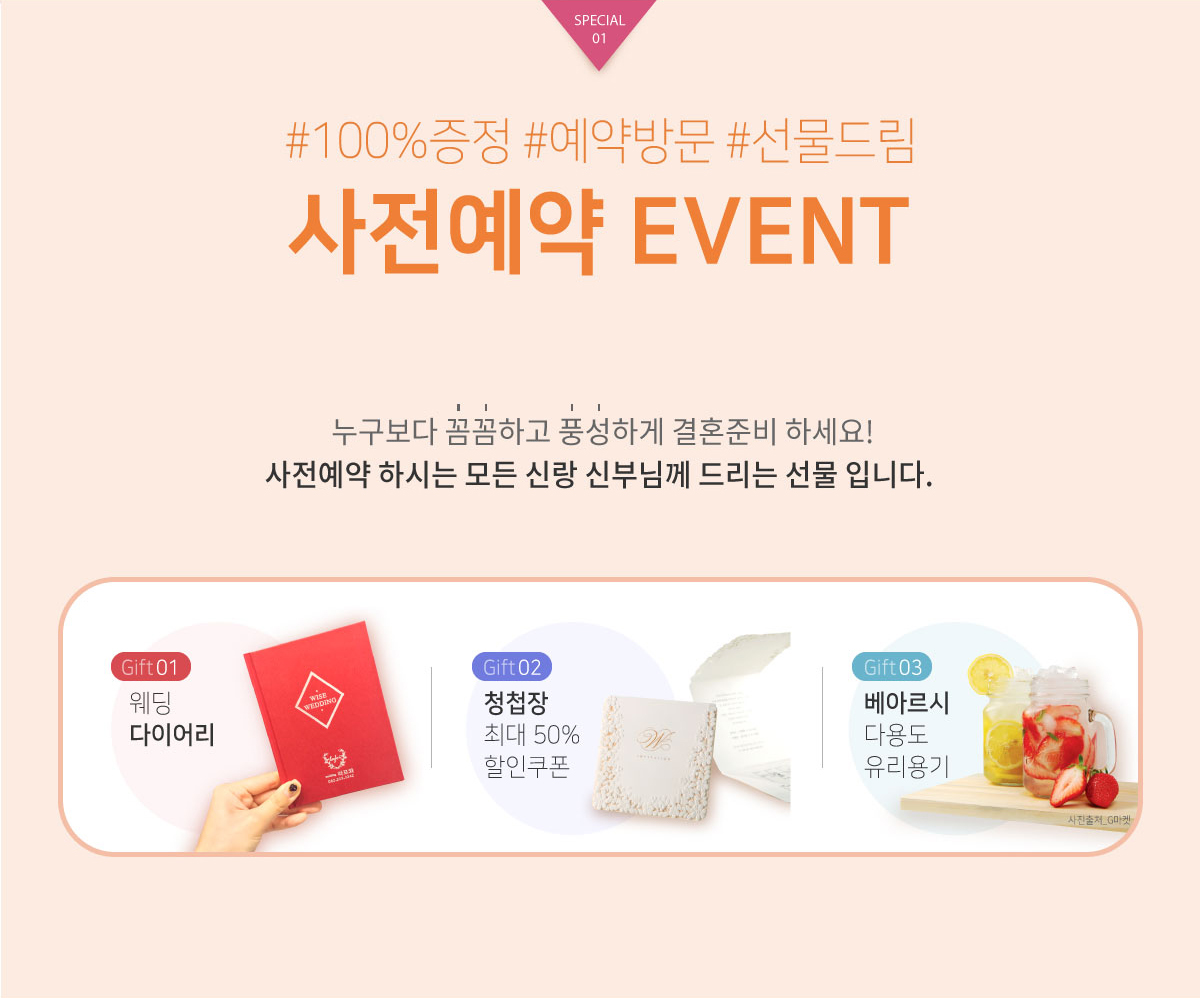 SPECIAL
01
#100%증정 #예약방문 #선물드림
사전예약 EVENT
누구보다 꼼꼼하고 풍성하게 결혼준비 하세요!
사전예약 하시는 모든 신랑 신부님께 드리는 선물 입니다.
Gift 01
웨딩
다이어리
WISE
WEDDING
Gift 02
청첩장
최대 50%
할인쿠폰
W
INVITATION
Gift 03
베아르시
다용도
유리용기
사진출처_G마켓